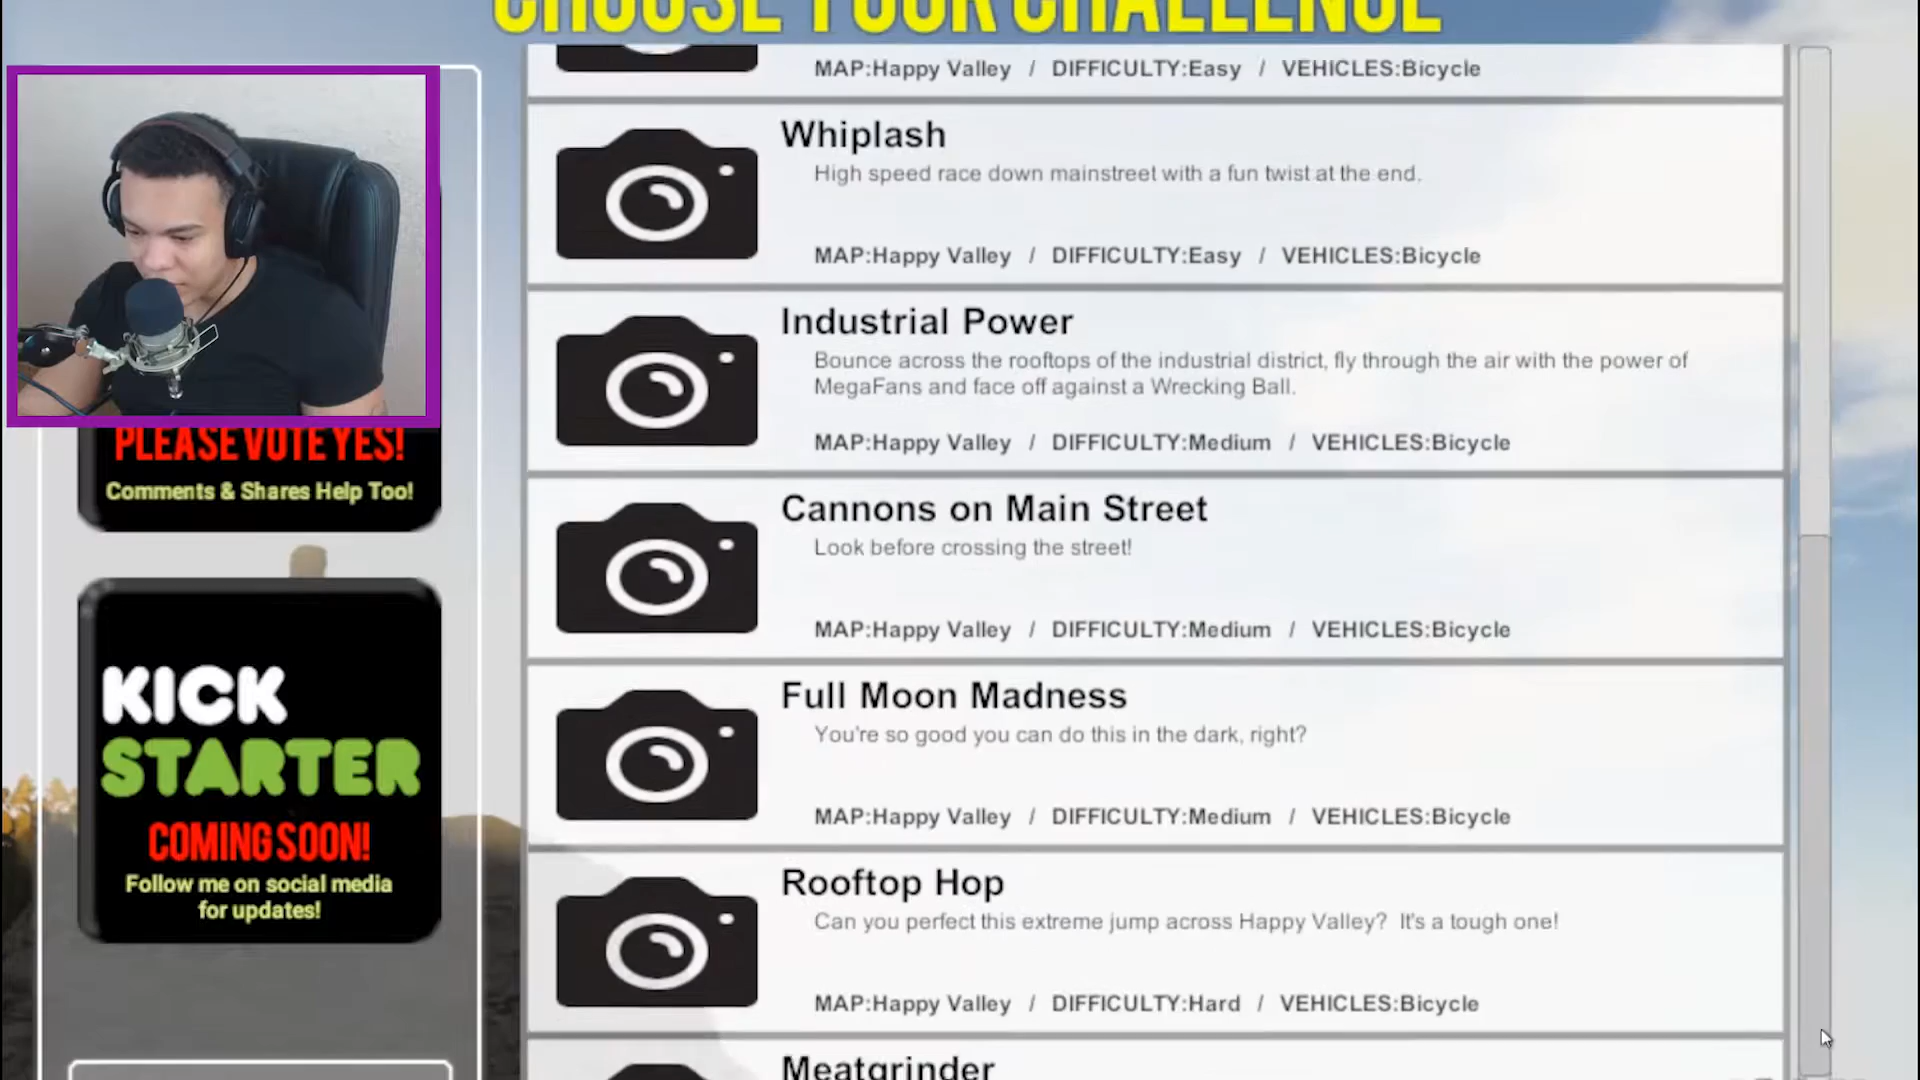 CHOOSE YOUR CHALLENGE
MAP:Happy Valley / DIFFICULTY:Easy / VEHICLES:Bicycle
Whiplash
High speed race down mainstreet with a fun twist at the end.
MAP:Happy Valley / DIFFICULTY:Easy / VEHICLES:Bicycle
Industrial Power
Bounce across the rooftops of the industrial district, fly through the air with the power of
MegaFans and face off against a Wrecking Ball.
MAP:Happy Valley / DIFFICULTY:Medium / VEHICLES:Bicycle
Cannons on Main Street
Look before crossing the street!
MAP:Happy Valley / DIFFICULTY:Medium / VEHICLES:Bicycle
Full Moon Madness
You're so good you can do this in the dark, right?
MAP:Happy Valley / DIFFICULTY:Medium / VEHICLES:Bicycle
Rooftop Hop
Can you perfect this extreme jump across Happy Valley? It's a tough one!
MAP:Happy Valley / DIFFICULTY:Hard / VEHICLES:Bicycle
Meatgrinder
PLEASE VOTE YES!
Comments & Shares Help Too!
KICK
STARTER
COMING SOON!
Follow me on social media
for updates!